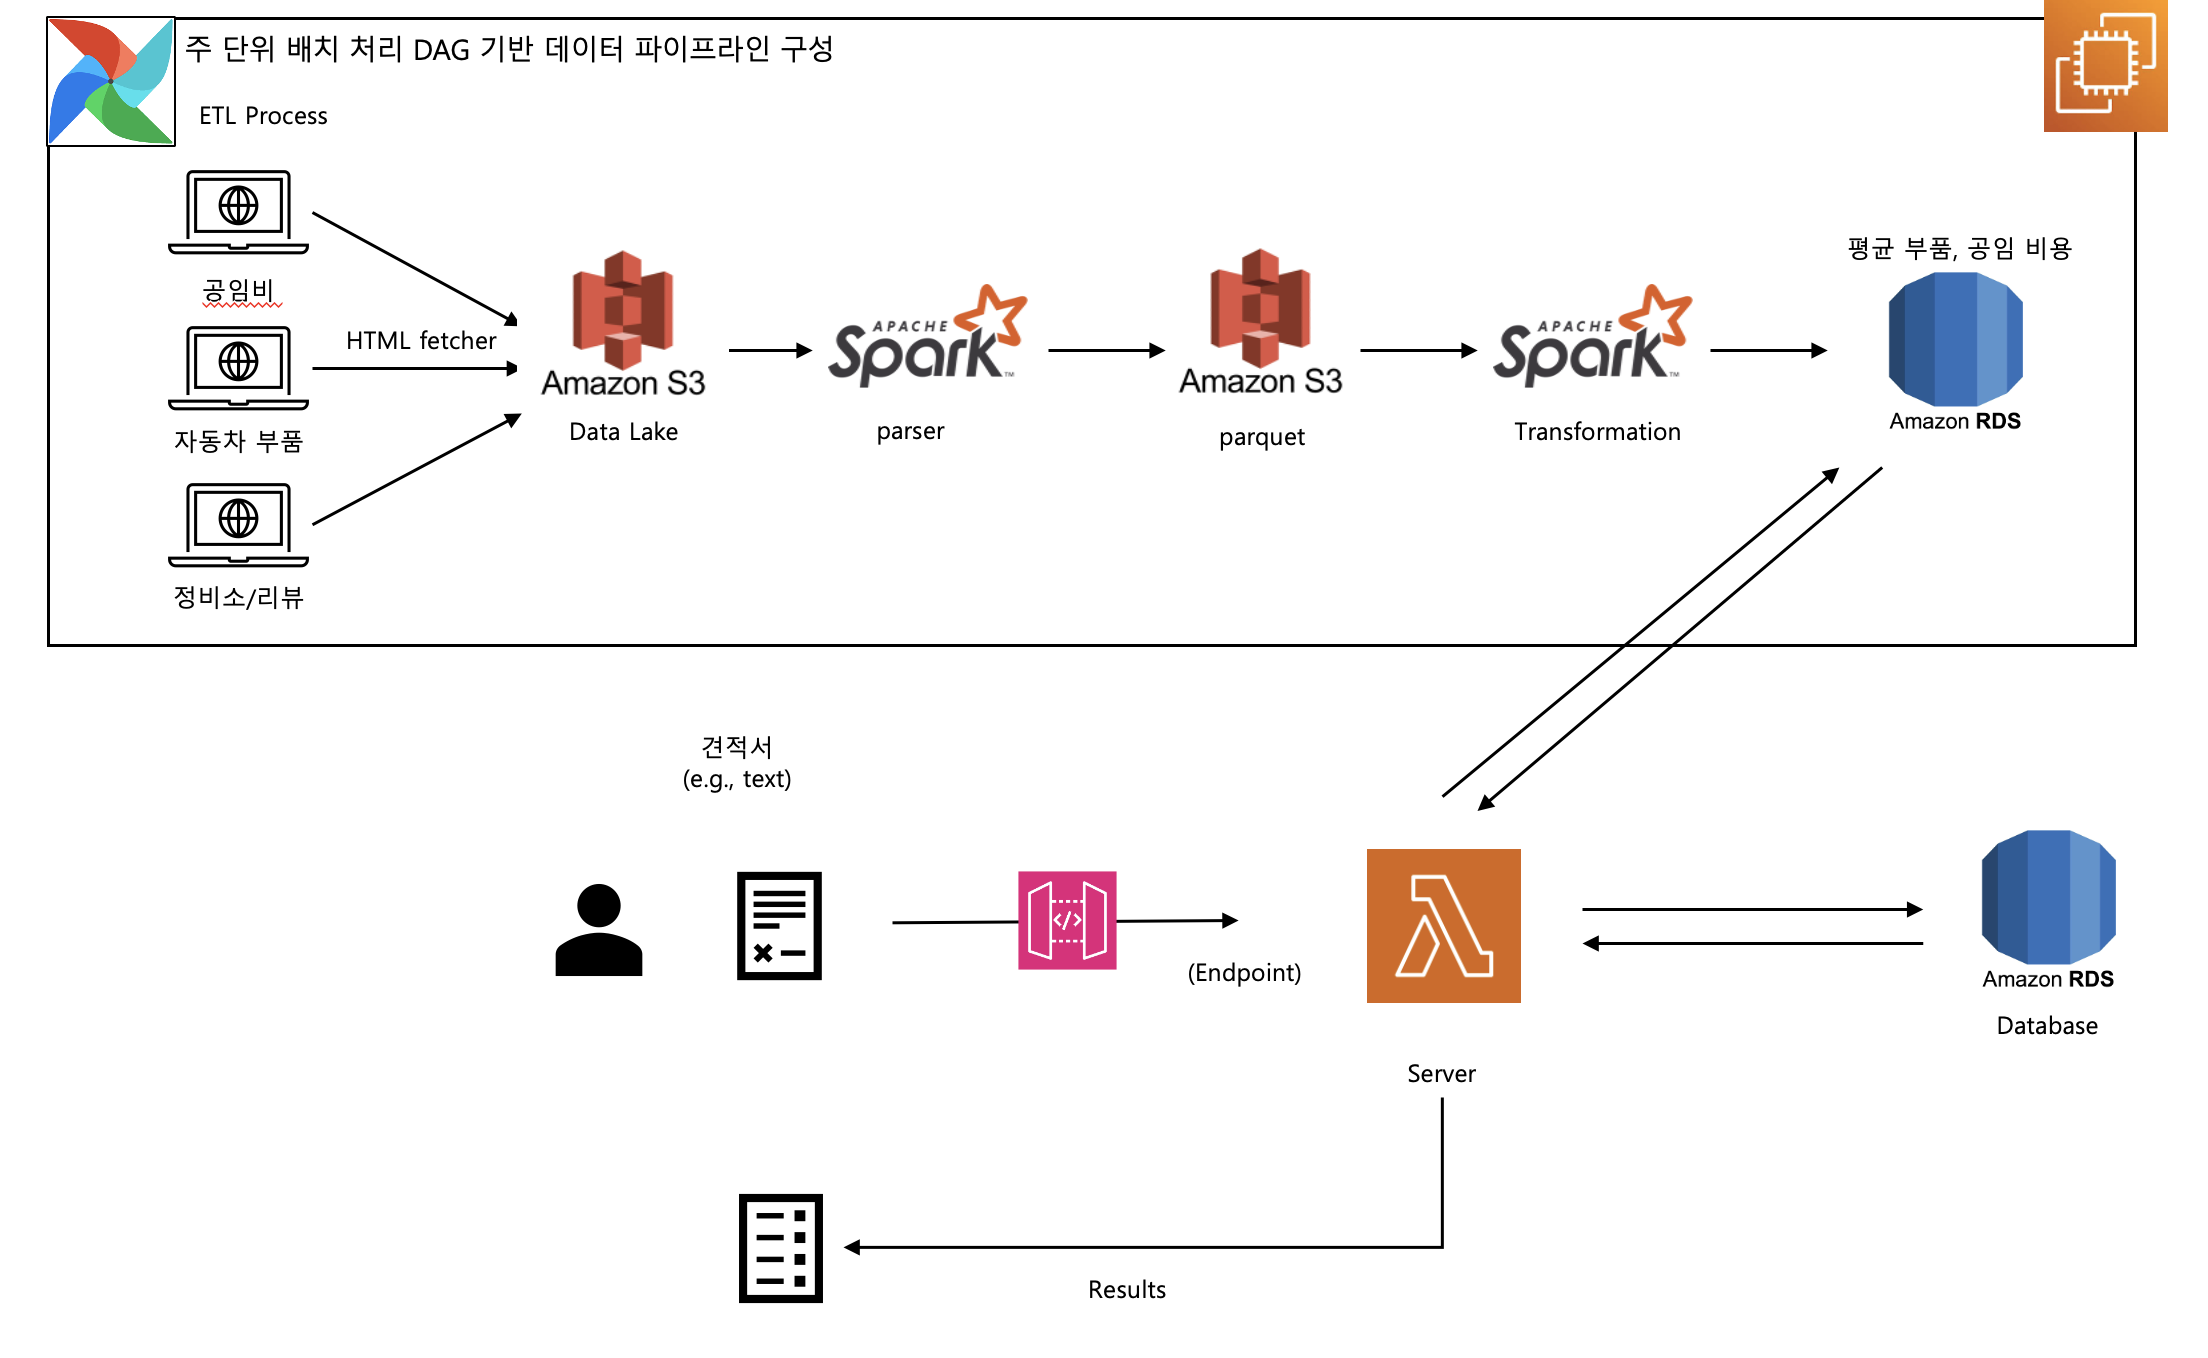 주 단위 배치 처리 DAG 기반 데이터 파이프라인 구성
ETL Process
공임비
HTML fetcher
자동차 부품
정비소/리뷰
Amazon S3
Data Lake
APACHE
Spark™
parser
Amazon S3
parquet
APACHE
Spark™
Transformation
평균 부품, 공임 비용
Amazon RDS
견적서
(e.g., text)
</>
(Endpoint)
Server
Amazon RDS
Database
Results